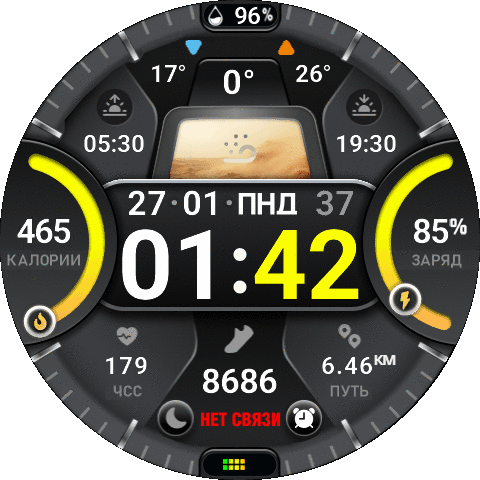 96%
17° 0° 26°
05:30 19:30
27·01·ПНД 37
01:42
465
КАЛОРИИ
85%
ЗАРЯД
179
ЧСС
8686
6.46КМ
ПУТЬ
НЕТ СВЯЗИ